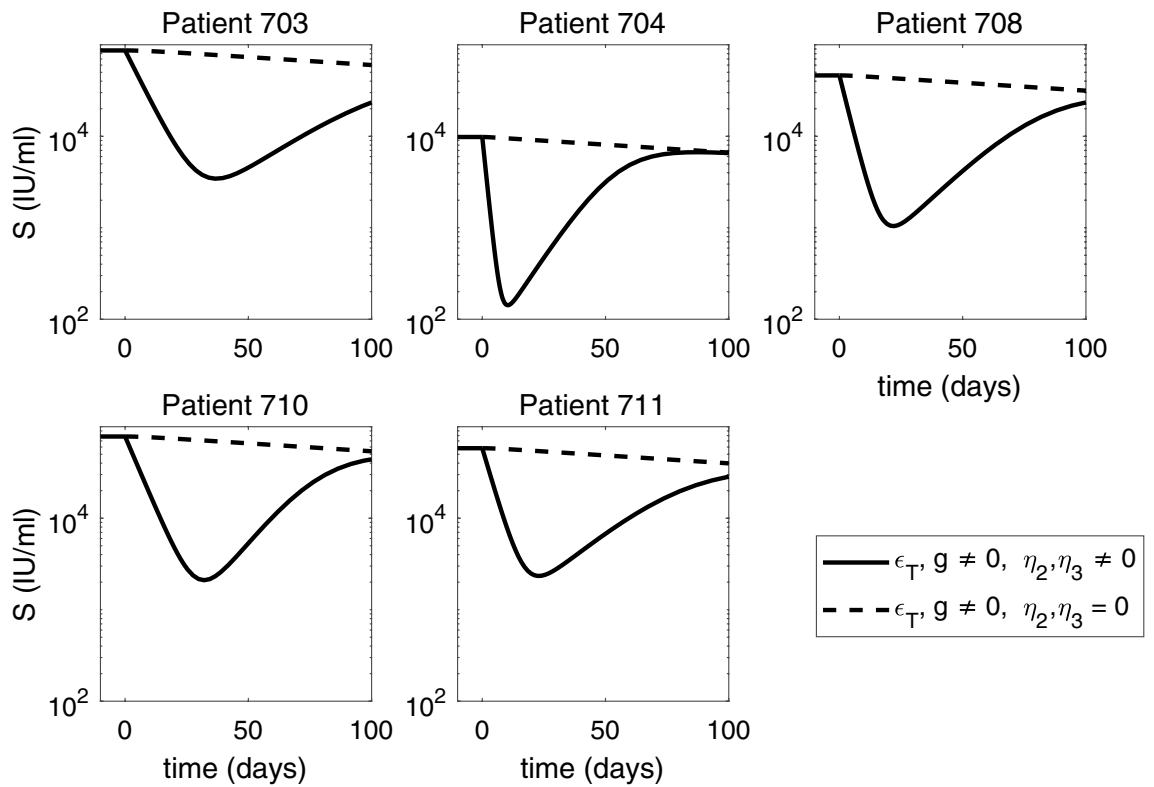 Patient 703
Patient 704
Patient 708
S (IU/ml)
10^4
10^2
0 50 100
10^4
10^2
0 50 100
10^4
10^2
0 50 100
time (days)
Patient 710
Patient 711
S (IU/ml)
10^4
10^2
0 50 100
time (days)
10^4
10^2
0 50 100
time (days)
ϵ_T, g ≠ 0, η_2,η_3 ≠ 0
ϵ_T, g ≠ 0, η_2,η_3 = 0